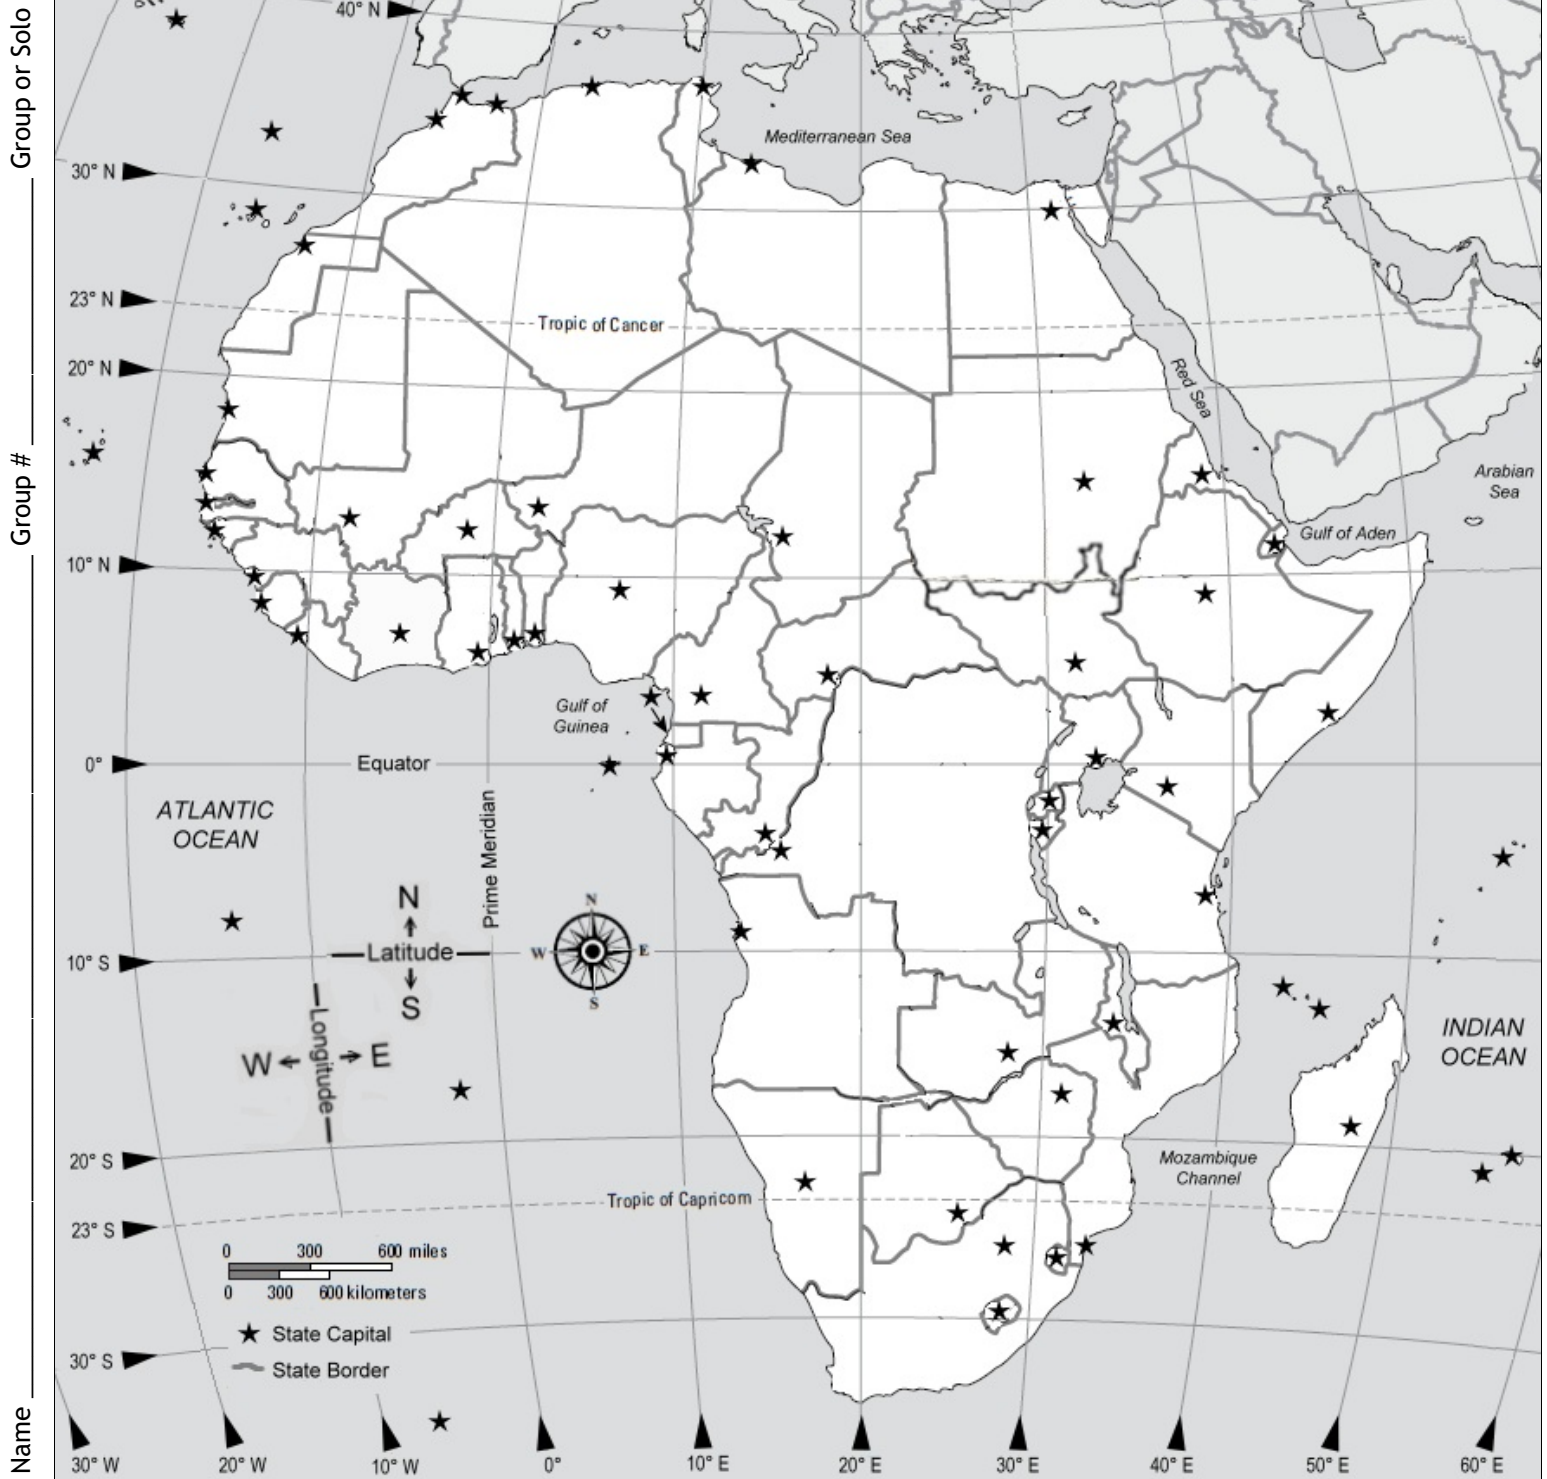 Group or Solo
Group #
Name
40° N
30° N
23° N
20° N
10° N
0°
10° S
20° S
23° S
30° S
Mediterranean Sea
Tropic of Cancer
Red Sea
Arabian
Sea
Gulf of Aden
Gulf of
Guinea
Equator
Prime Meridian
ATLANTIC
OCEAN
N
Latitude
S
Longitude
W
E
N
W
E
S
INDIAN
OCEAN
Mozambique
Channel
Tropic of Capricorn
0 300 600 miles
0 300 600 kilometers
State Capital
State Border
30° W
20° W
10° W
0°
10° E
20° E
30° E
40° E
50° E
60° E